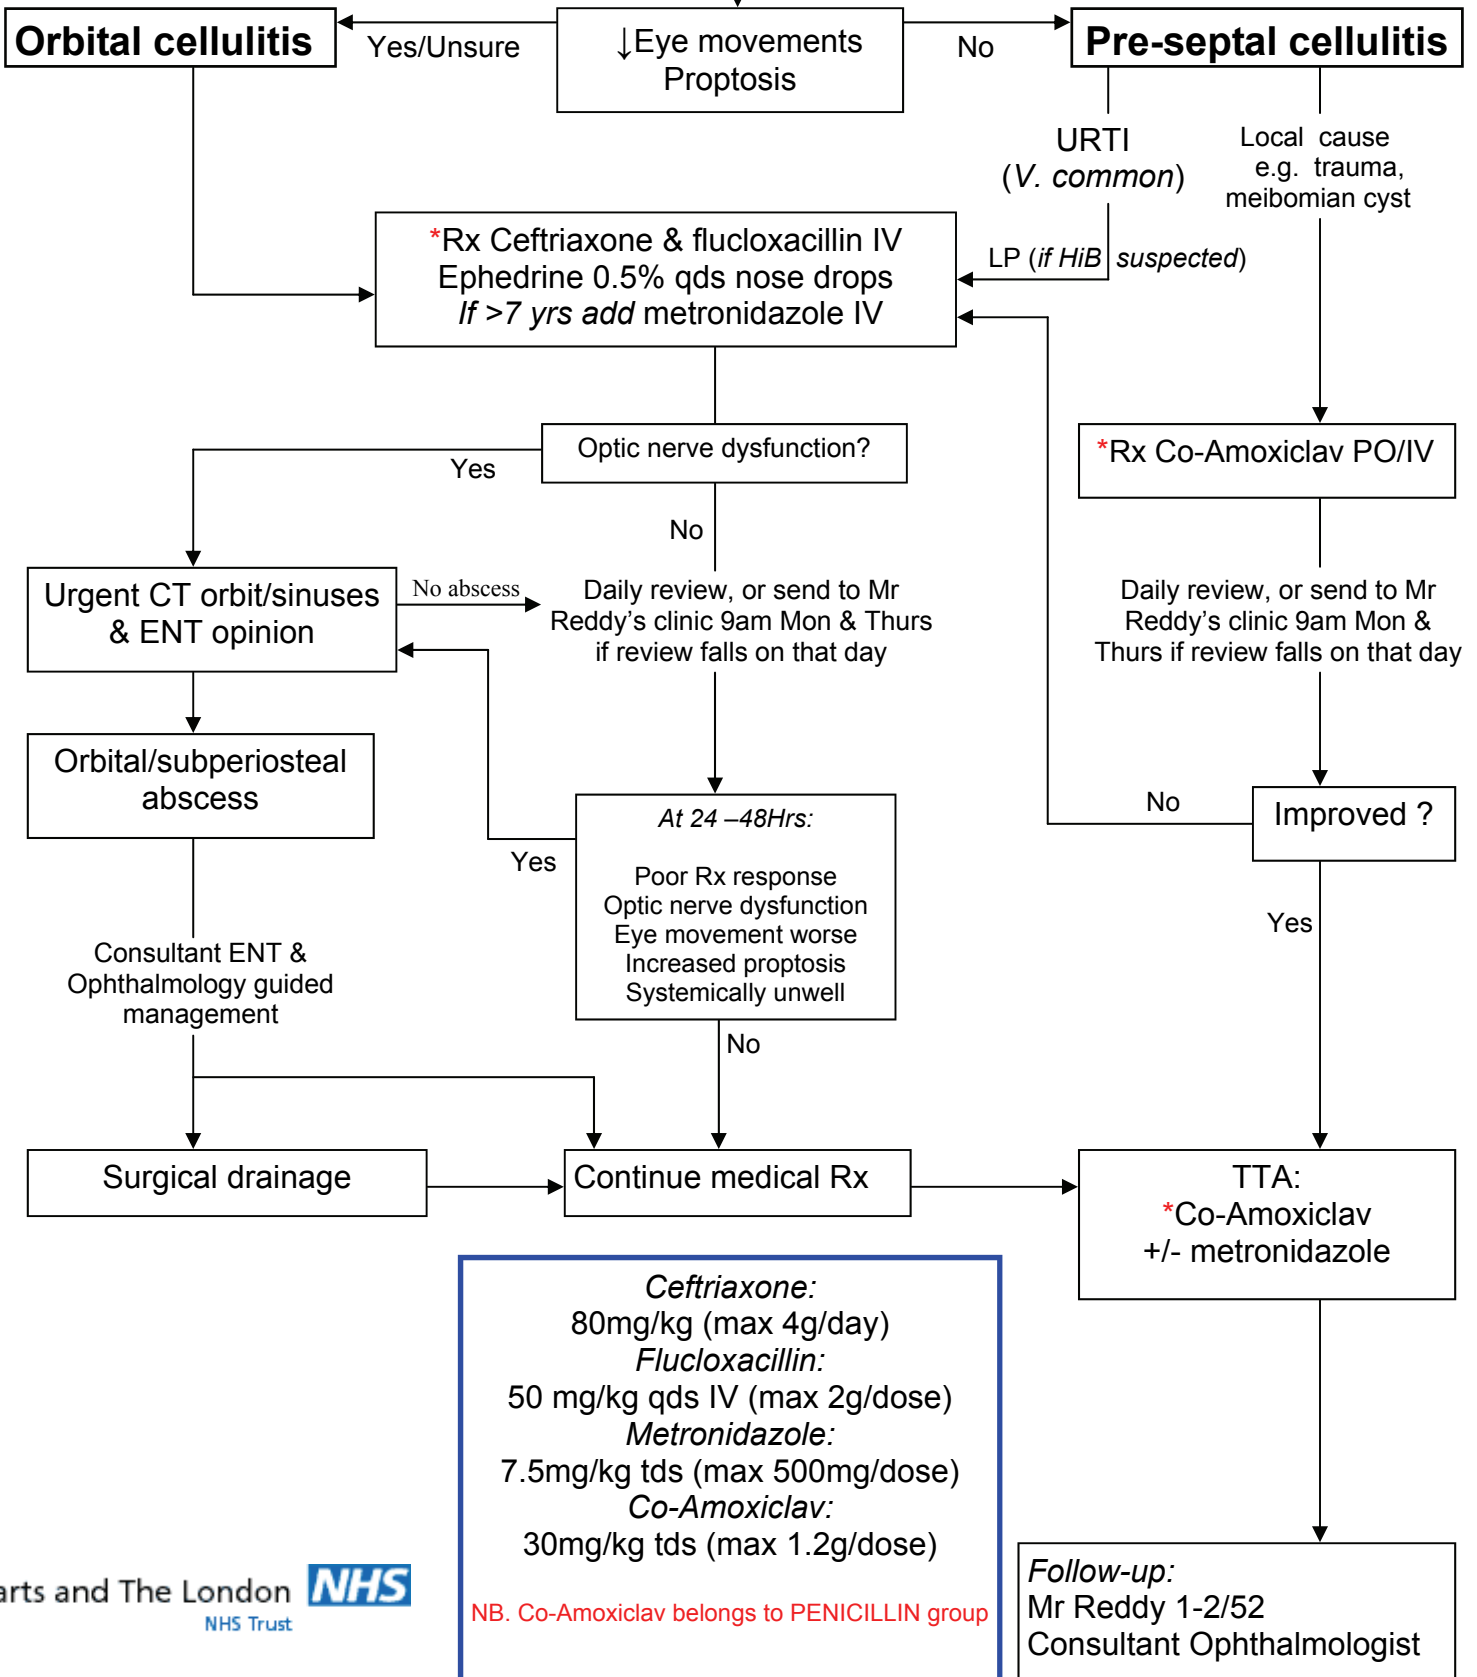 Orbital cellulitis
Yes/Unsure
↓Eye movements
Proptosis
No
Pre-septal cellulitis
URTI
(V. common)
Local cause
e.g. trauma,
meibomian cyst
*Rx Ceftriaxone & flucloxacillin IV
Ephedrine 0.5% qds nose drops
If >7 yrs add metronidazole IV
LP (if HiB suspected)
Optic nerve dysfunction?
*Rx Co-Amoxiclav PO/IV
Yes
No
Urgent CT orbit/sinuses
& ENT opinion
No abscess
Daily review, or send to Mr
Reddy's clinic 9am Mon & Thurs
if review falls on that day
Daily review, or send to Mr
Reddy's clinic 9am Mon &
Thurs if review falls on that day
Orbital/subperiosteal
abscess
Yes
At 24 –48Hrs:
Poor Rx response
Optic nerve dysfunction
Eye movement worse
Increased proptosis
Systemically unwell
No
Improved ?
Yes
Consultant ENT &
Ophthalmology guided
management
No
Surgical drainage
Continue medical Rx
TTA:
*Co-Amoxiclav
+/- metronidazole
Ceftriaxone:
80mg/kg (max 4g/day)
Flucloxacillin:
50 mg/kg qds IV (max 2g/dose)
Metronidazole:
7.5mg/kg tds (max 500mg/dose)
Co-Amoxiclav:
30mg/kg tds (max 1.2g/dose)
NB. Co-Amoxiclav belongs to PENICILLIN group
arts and The London NHS
NHS Trust
Follow-up:
Mr Reddy 1-2/52
Consultant Ophthalmologist